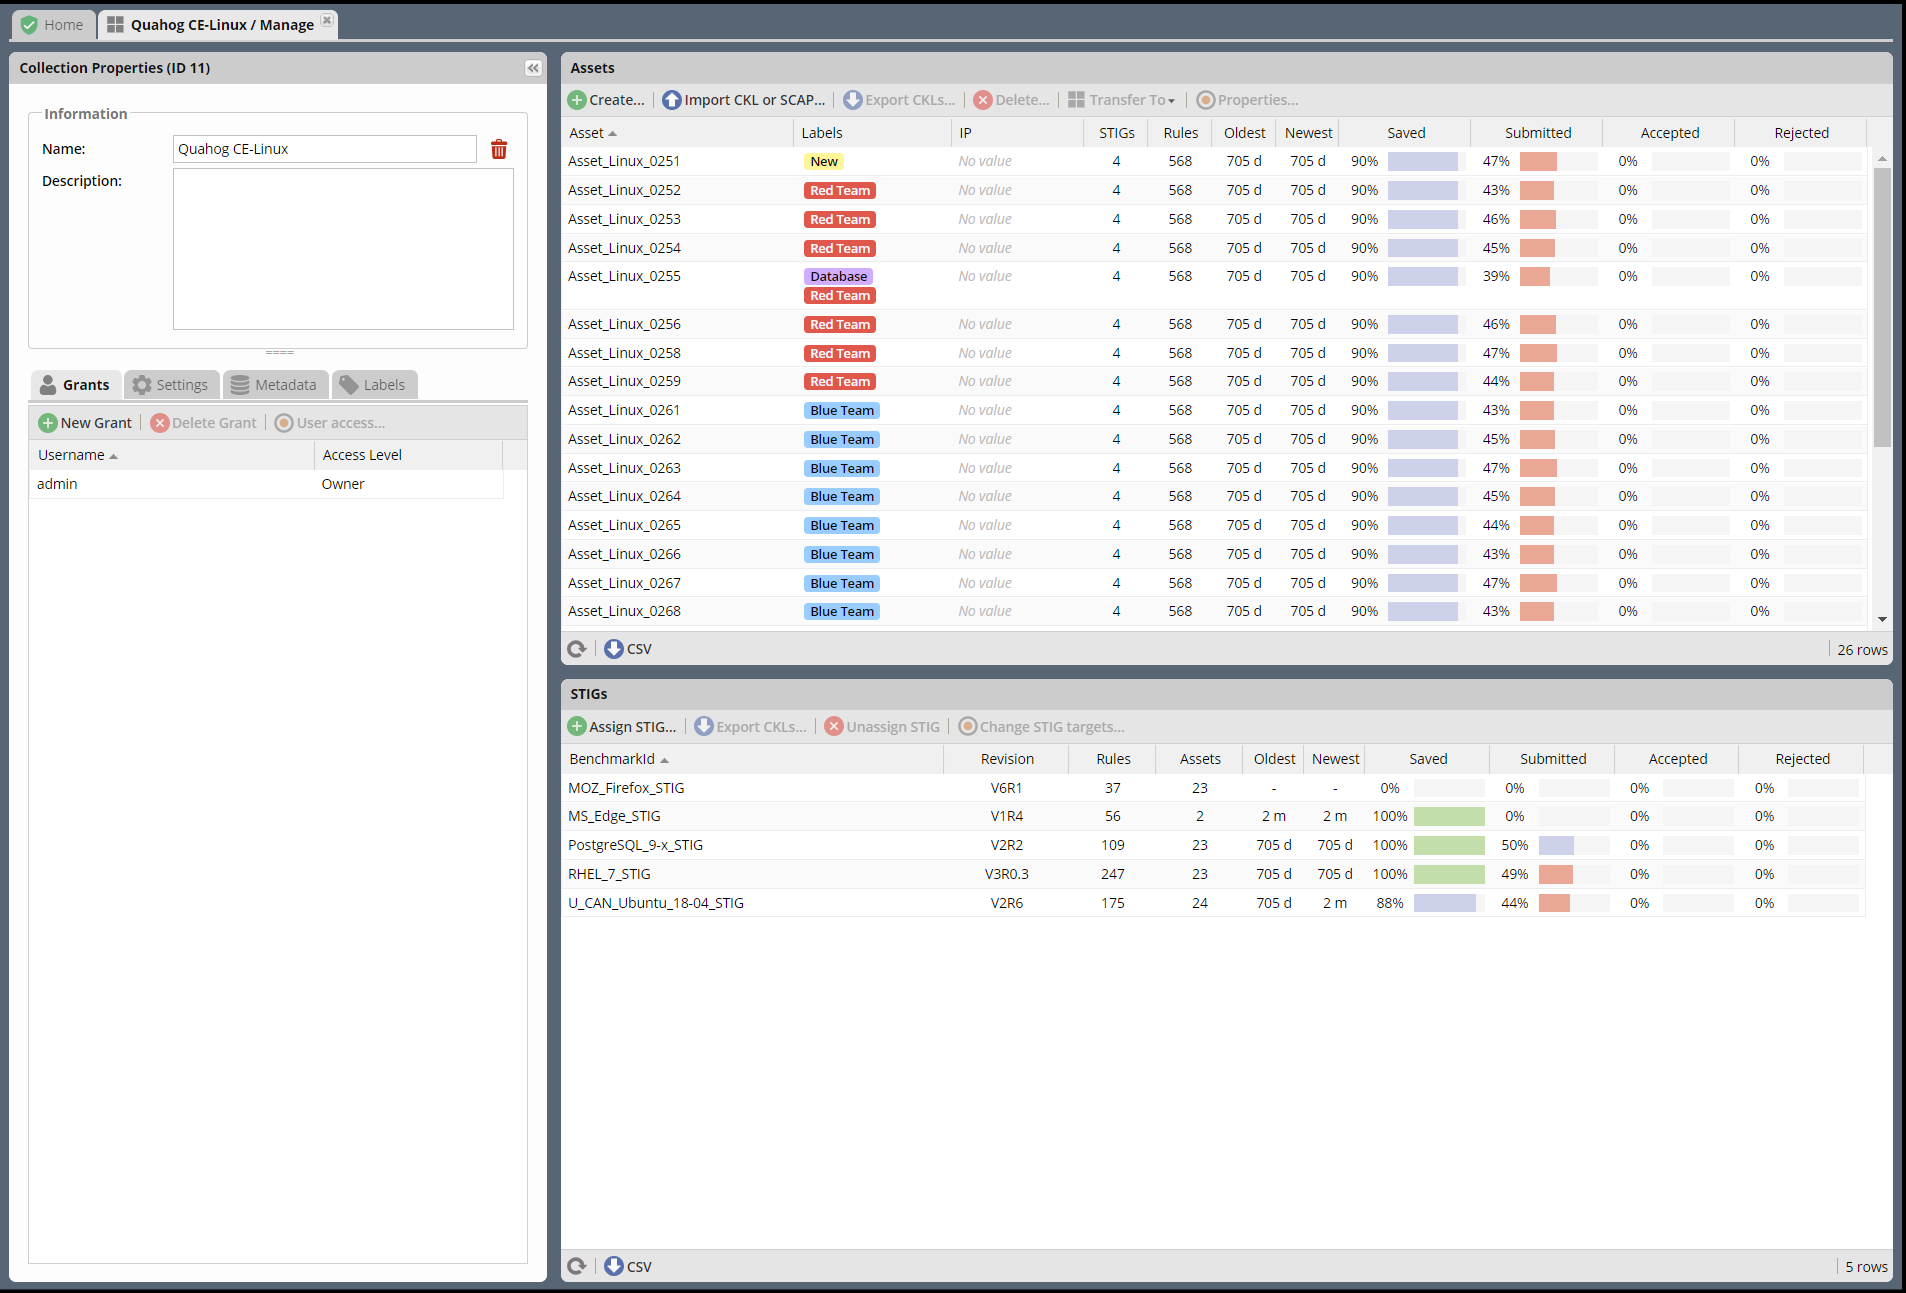 Home
Quahog CE-Linux / Manage
Collection Properties (ID 11)
Information
Name: Quahog CE-Linux
Description:
Grants Settings Metadata Labels
New Grant Delete Grant User access...
Username Access Level
admin Owner
Assets
Create... Import CKL or SCAP... Export CKLs... Delete... Transfer To Properties...
Asset Labels IP STIGs Rules Oldest Newest Saved Submitted Accepted Rejected
Asset_Linux_0251 New No value 4 568 705 d 705 d 90% 47% 0% 0%
Asset_Linux_0252 Red Team No value 4 568 705 d 705 d 90% 43% 0% 0%
Asset_Linux_0253 Red Team No value 4 568 705 d 705 d 90% 46% 0% 0%
Asset_Linux_0254 Red Team No value 4 568 705 d 705 d 90% 45% 0% 0%
Asset_Linux_0255 Database No value 4 568 705 d 705 d 90% 39% 0% 0%
Red Team
Asset_Linux_0256 Red Team No value 4 568 705 d 705 d 90% 46% 0% 0%
Asset_Linux_0258 Red Team No value 4 568 705 d 705 d 90% 47% 0% 0%
Asset_Linux_0259 Red Team No value 4 568 705 d 705 d 90% 44% 0% 0%
Asset_Linux_0261 Blue Team No value 4 568 705 d 705 d 90% 43% 0% 0%
Asset_Linux_0262 Blue Team No value 4 568 705 d 705 d 90% 45% 0% 0%
Asset_Linux_0263 Blue Team No value 4 568 705 d 705 d 90% 47% 0% 0%
Asset_Linux_0264 Blue Team No value 4 568 705 d 705 d 90% 45% 0% 0%
Asset_Linux_0265 Blue Team No value 4 568 705 d 705 d 90% 44% 0% 0%
Asset_Linux_0266 Blue Team No value 4 568 705 d 705 d 90% 43% 0% 0%
Asset_Linux_0267 Blue Team No value 4 568 705 d 705 d 90% 47% 0% 0%
Asset_Linux_0268 Blue Team No value 4 568 705 d 705 d 90% 43% 0% 0%
CSV 26 rows
STIGs
Assign STIG... Export CKLs... Unassign STIG Change STIG targets...
BenchmarkId Revision Rules Assets Oldest Newest Saved Submitted Accepted Rejected
MOZ_Firefox_STIG V6R1 37 23 - - 0% 0% 0% 0%
MS_Edge_STIG V1R4 56 2 2 m 2 m 100% 0% 0% 0%
PostgreSQL_9-x_STIG V2R2 109 23 705 d 705 d 100% 50% 0% 0%
RHEL_7_STIG V3R0.3 247 23 705 d 705 d 100% 49% 0% 0%
U_CAN_Ubuntu_18-04_STIG V2R6 175 24 705 d 2 m 88% 44% 0% 0%
CSV 5 rows